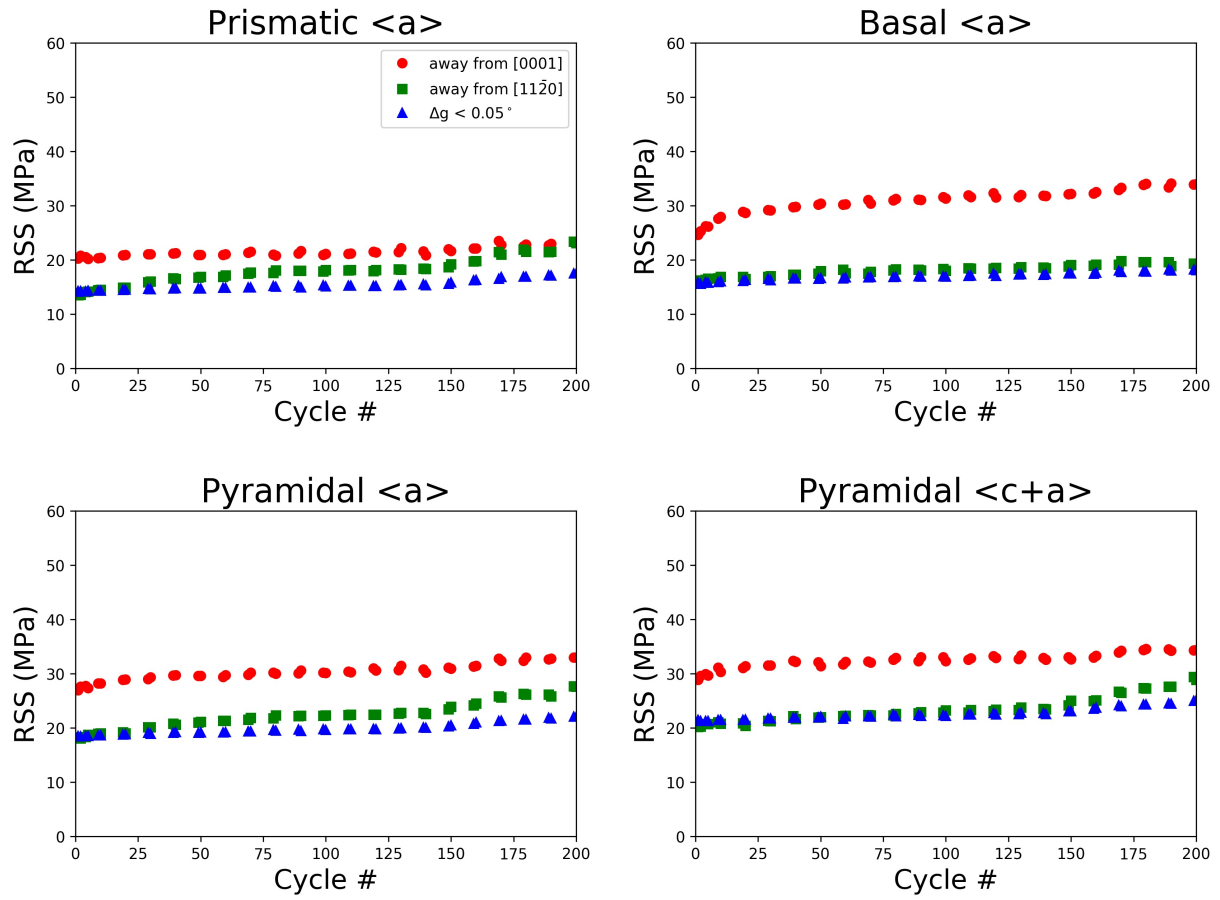 Prismatic <a>
RSS (MPa)
60
50
40
30
20
10
0
away from [0001]
away from [112̄0]
Δg < 0.05°
0 25 50 75 100 125 150 175 200
Cycle #
Basal <a>
RSS (MPa)
60
50
40
30
20
10
0
0 25 50 75 100 125 150 175 200
Cycle #
Pyramidal <a>
RSS (MPa)
60
50
40
30
20
10
0
0 25 50 75 100 125 150 175 200
Cycle #
Pyramidal <c+a>
RSS (MPa)
60
50
40
30
20
10
0
0 25 50 75 100 125 150 175 200
Cycle #